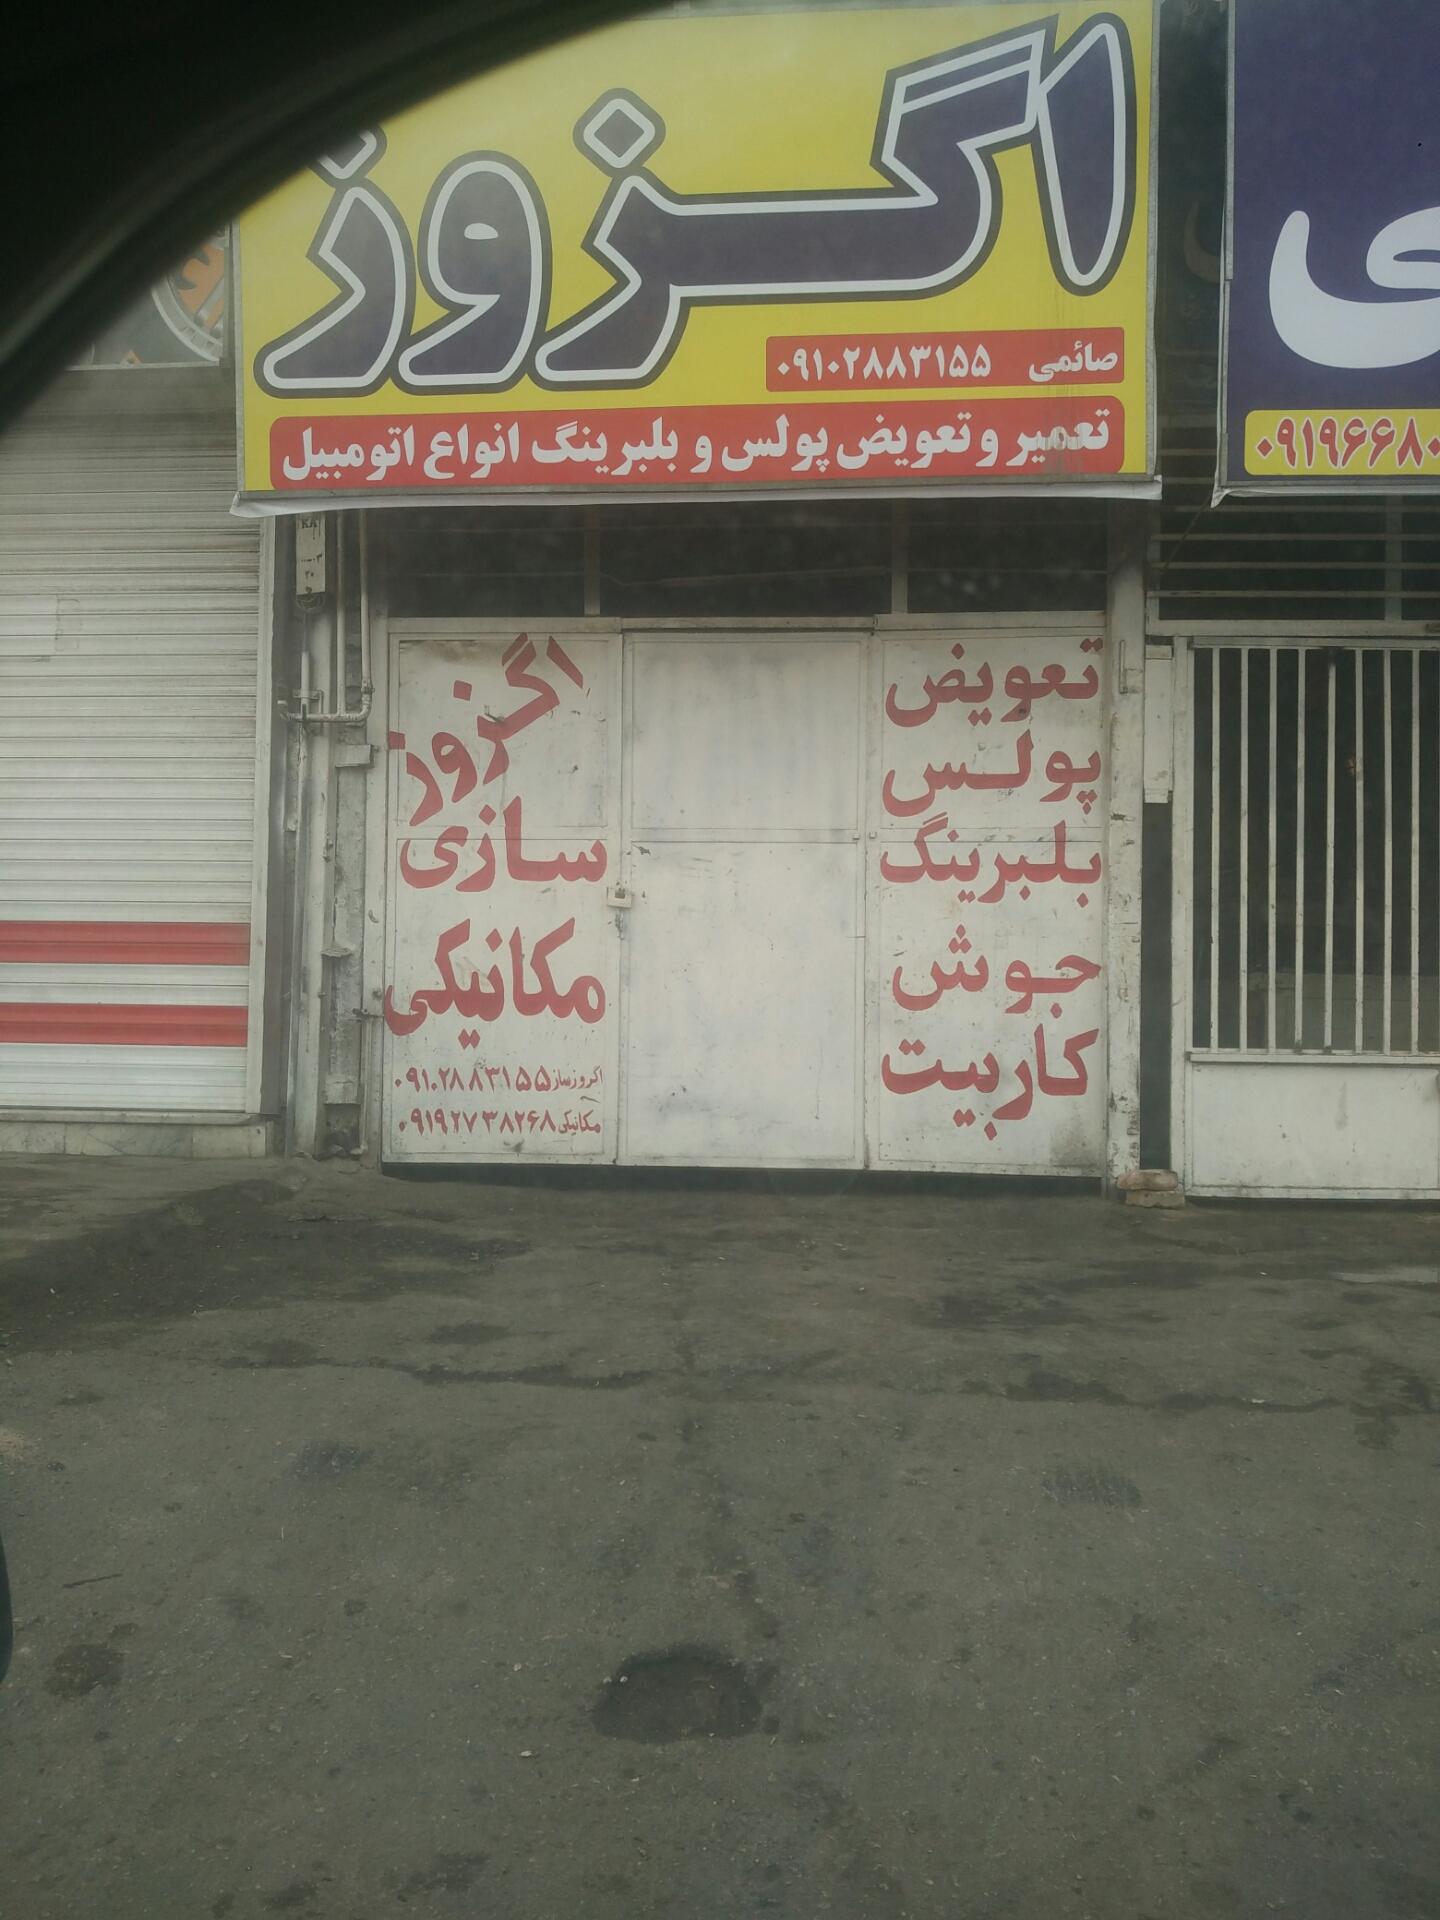 اگزوز
صائمی ۰۹۱۰۲۸۸۳۱۵۵
تعمیر و تعویض پولس و بلبرینگ انواع اتومبیل
ی
۰۹۱۹۶۶۸۰
تعویض
پولس
بلبرینگ
جوش
کاربیت
اگزوز
سازی
مکانیکی
اگزوزساز ۰۹۱۰۲۸۸۳۱۵۵
مکانیکی ۰۹۱۹۲۷۳۸۲۶۸